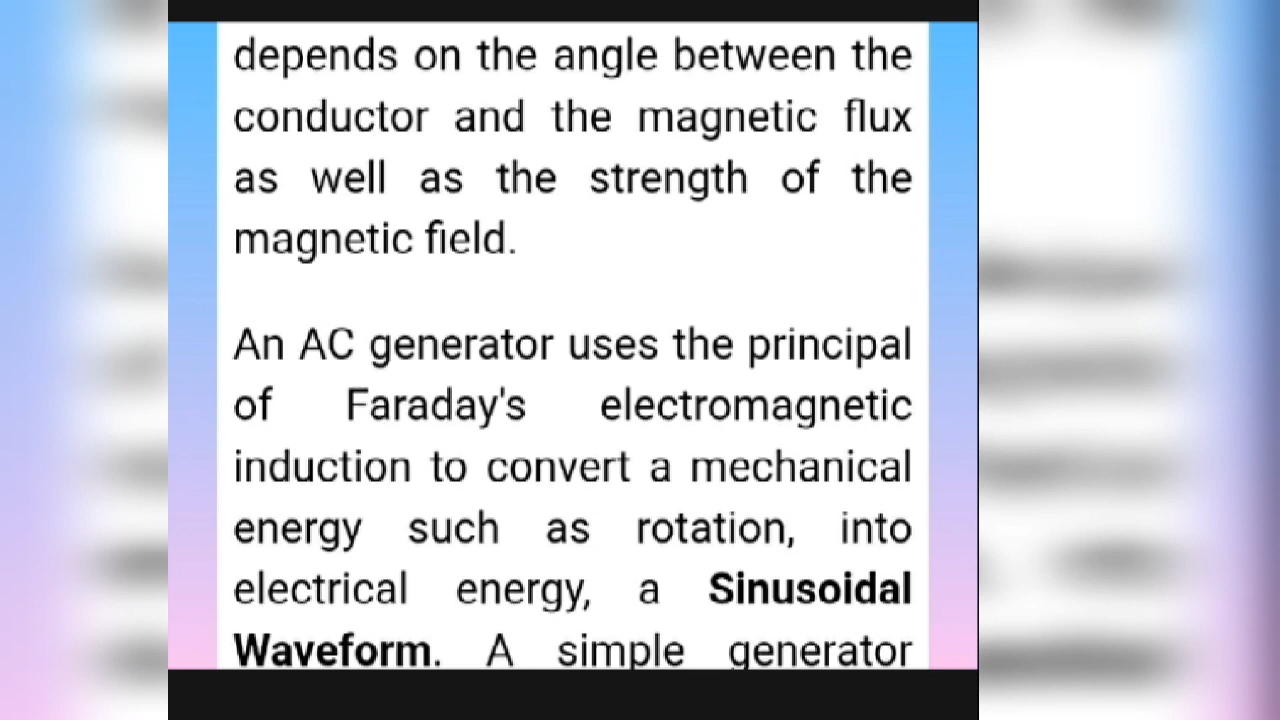 depends on the angle between the
conductor and the magnetic flux
as well as the strength of the
magnetic field.
An AC generator uses the principal
of Faraday's electromagnetic
induction to convert a mechanical
energy such as rotation, into
electrical energy, a Sinusoidal
Waveform. A simple generator